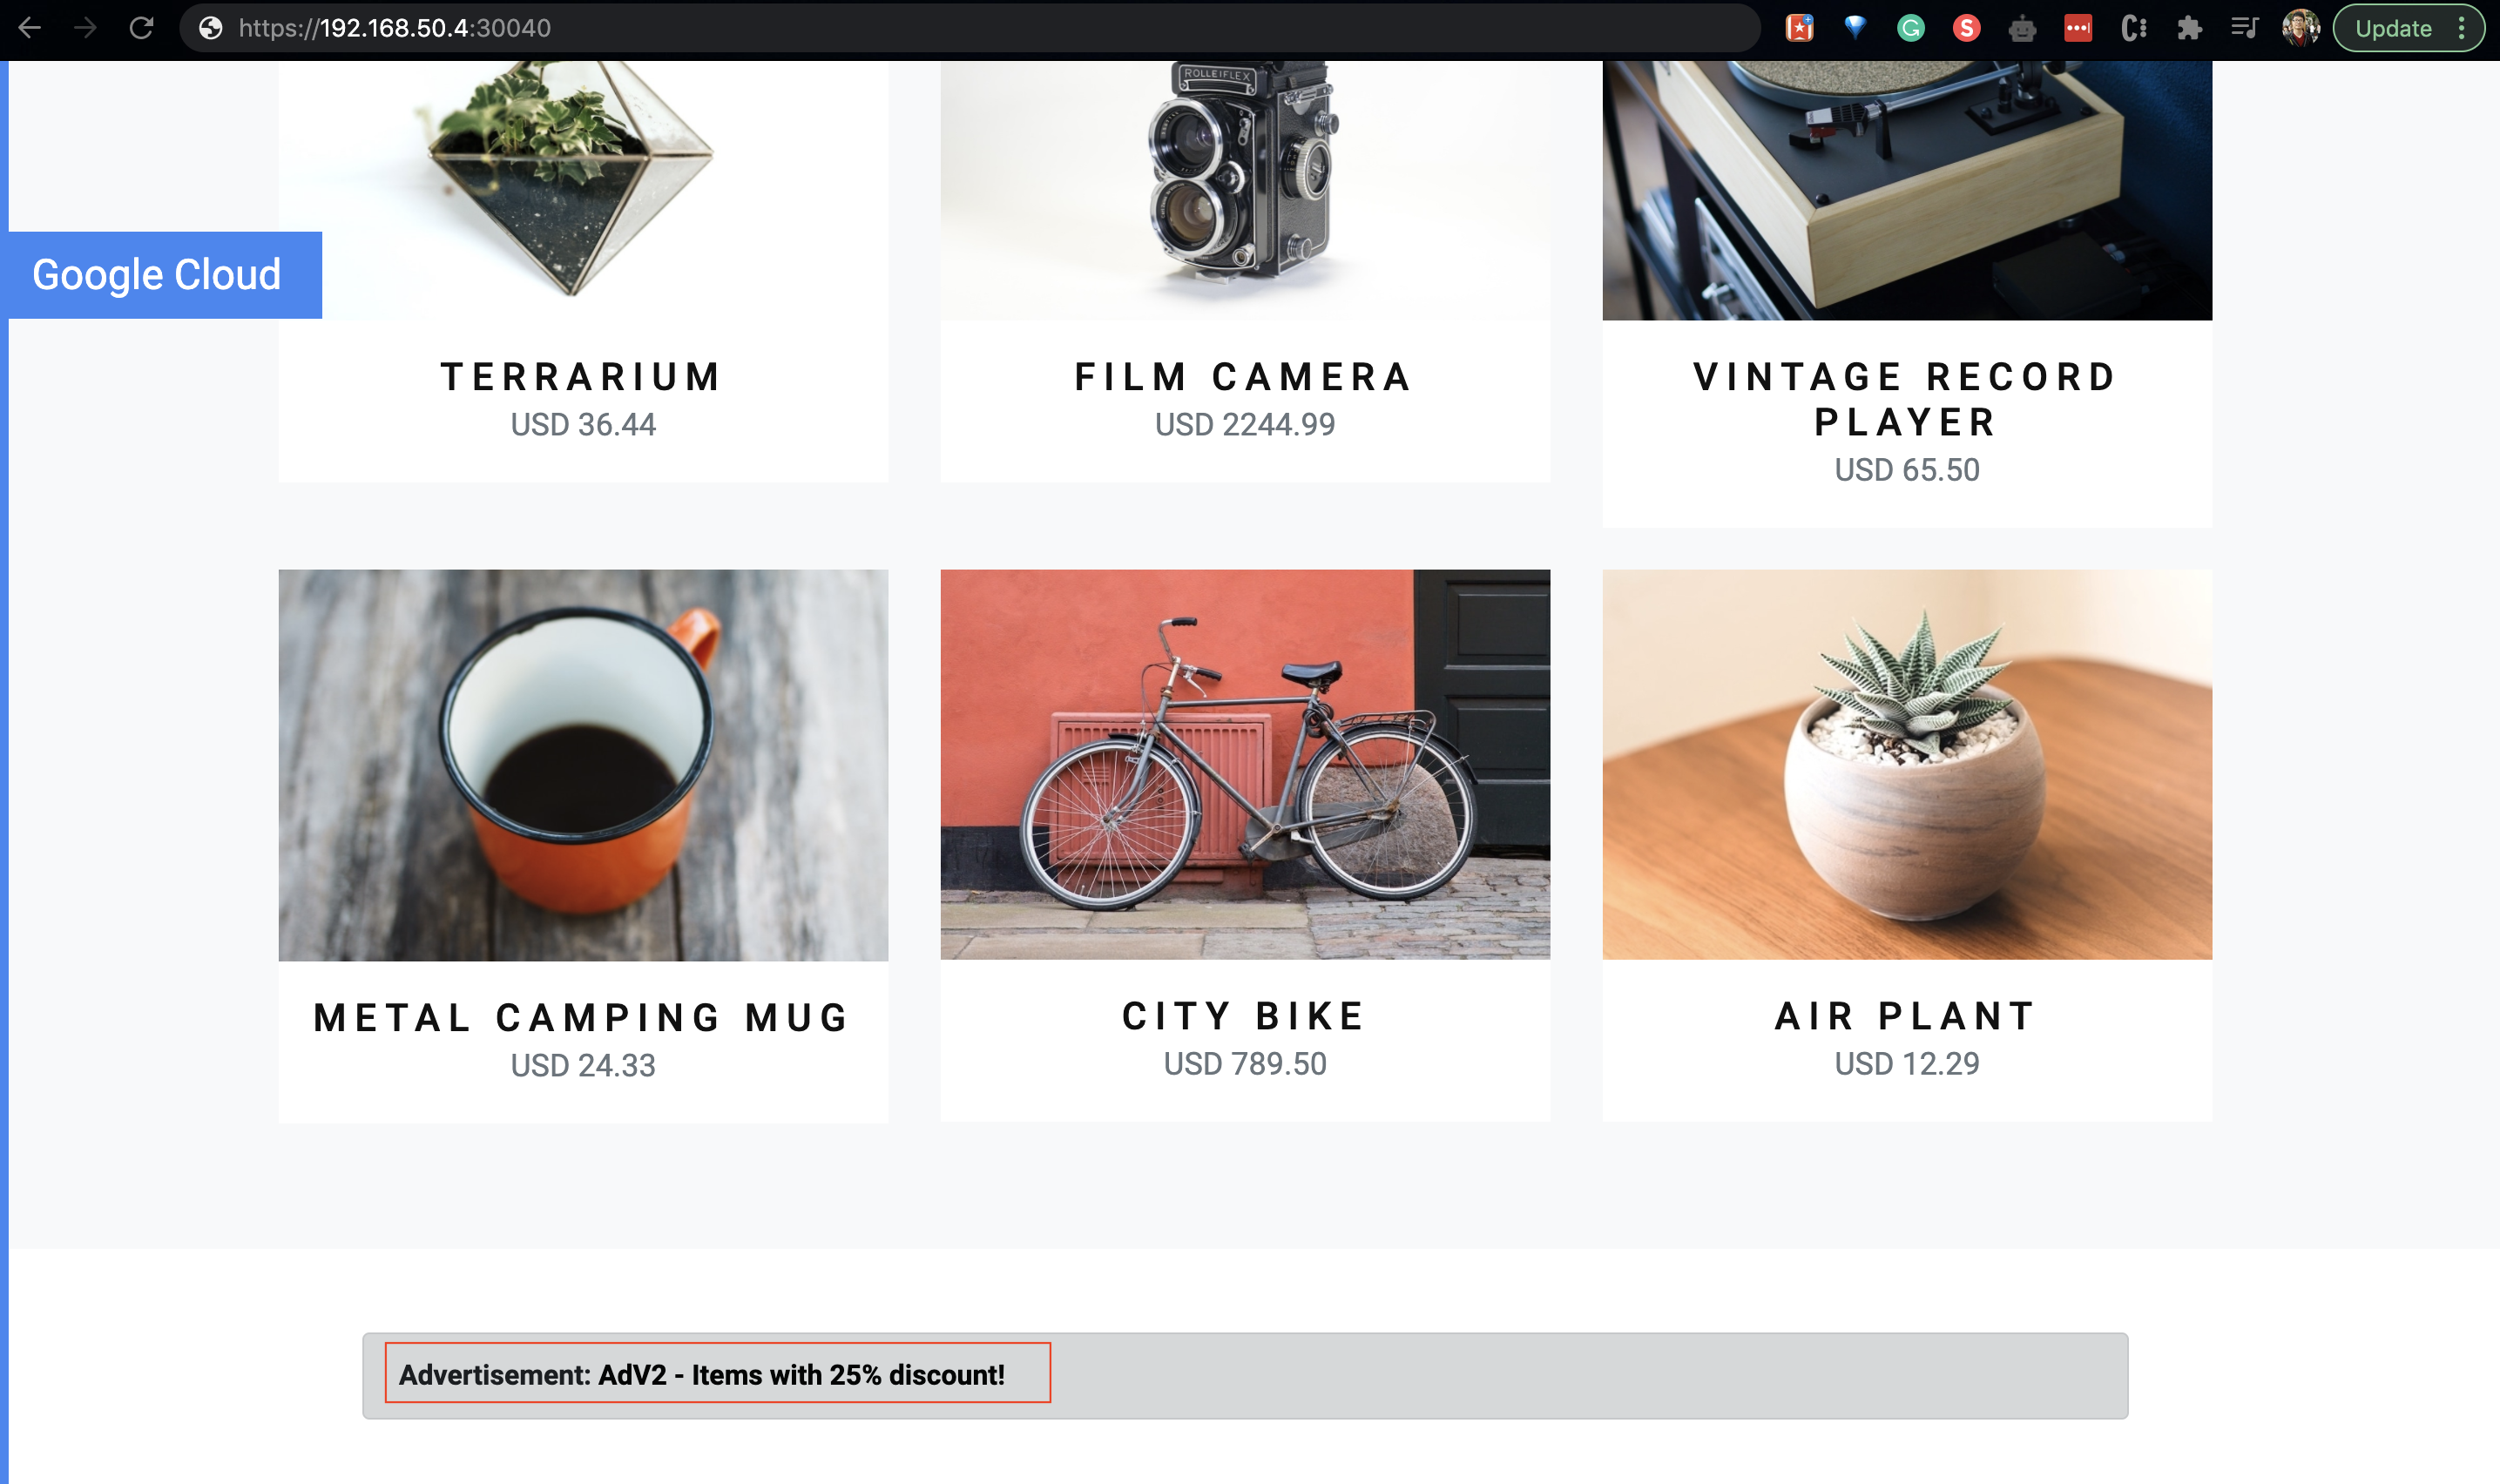 https://192.168.50.4:30040
Update
ROLLEIFLEX
Google Cloud
TERRARIUM
USD 36.44
FILM CAMERA
USD 2244.99
VINTAGE RECORD
PLAYER
USD 65.50
METAL CAMPING MUG
USD 24.33
CITY BIKE
USD 789.50
AIR PLANT
USD 12.29
Advertisement: AdV2 - Items with 25% discount!